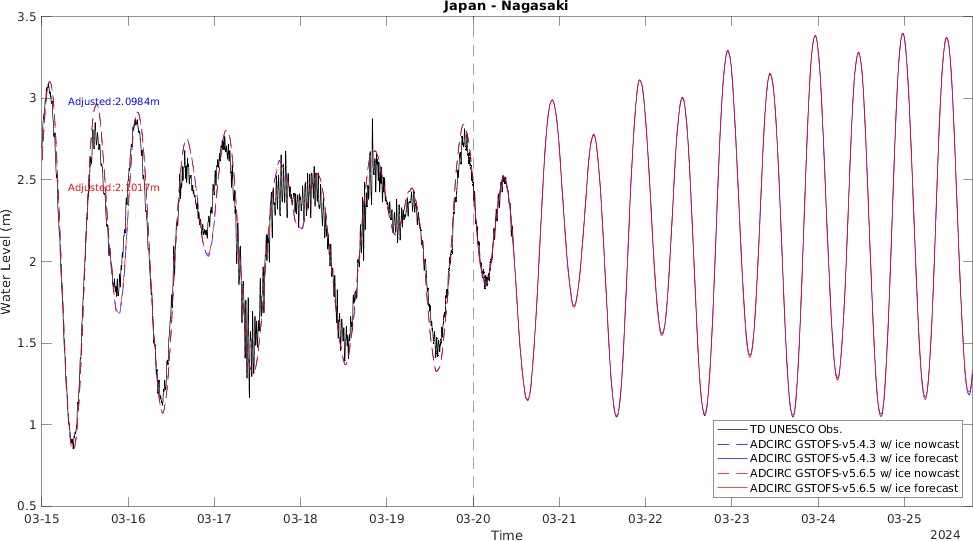 Japan - Nagasaki
3.5
3
2.5
2
1.5
1
0.5
Water Level (m)
Adjusted:2.0984m
Adjusted:2.1017m
TD UNESCO Obs.
ADCIRC GSTOFS-v5.4.3 w/ ice nowcast
ADCIRC GSTOFS-v5.4.3 w/ ice forecast
ADCIRC GSTOFS-v5.6.5 w/ ice nowcast
ADCIRC GSTOFS-v5.6.5 w/ ice forecast
03-15 03-16 03-17 03-18 03-19 03-20 03-21 03-22 03-23 03-24 03-25
Time
2024